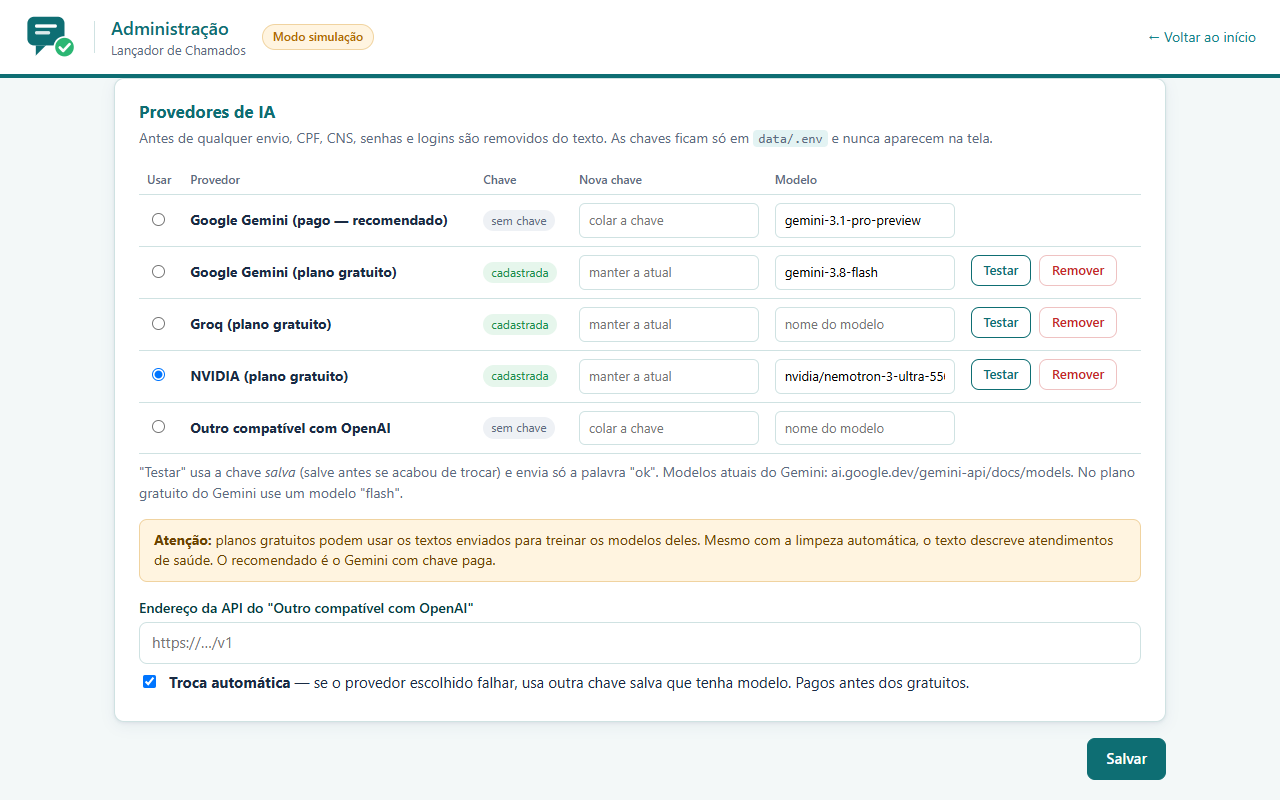 Administração
Lançador de Chamados
Modo simulação
← Voltar ao início
Provedores de IA
Antes de qualquer envio, CPF, CNS, senhas e logins são removidos do texto. As chaves ficam só em data/.env e nunca aparecem na tela.
Usar Provedor Chave Nova chave Modelo
Google Gemini (pago — recomendado) sem chave colar a chave gemini-3.1-pro-preview
Google Gemini (plano gratuito) cadastrada manter a atual gemini-3.8-flash Testar Remover
Groq (plano gratuito) cadastrada manter a atual nome do modelo Testar Remover
NVIDIA (plano gratuito) cadastrada manter a atual nvidia/nemotron-3-ultra-55 Testar Remover
Outro compatível com OpenAI sem chave colar a chave nome do modelo
"Testar" usa a chave salva (salve antes se acabou de trocar) e envia só a palavra "ok". Modelos atuais do Gemini: ai.google.dev/gemini-api/docs/models. No plano
gratuito do Gemini use um modelo "flash".
Atenção: planos gratuitos podem usar os textos enviados para treinar os modelos deles. Mesmo com a limpeza automática, o texto descreve atendimentos
de saúde. O recomendado é o Gemini com chave paga.
Endereço da API do "Outro compatível com OpenAI"
https://.../v1
Troca automática — se o provedor escolhido falhar, usa outra chave salva que tenha modelo. Pagos antes dos gratuitos.
Salvar